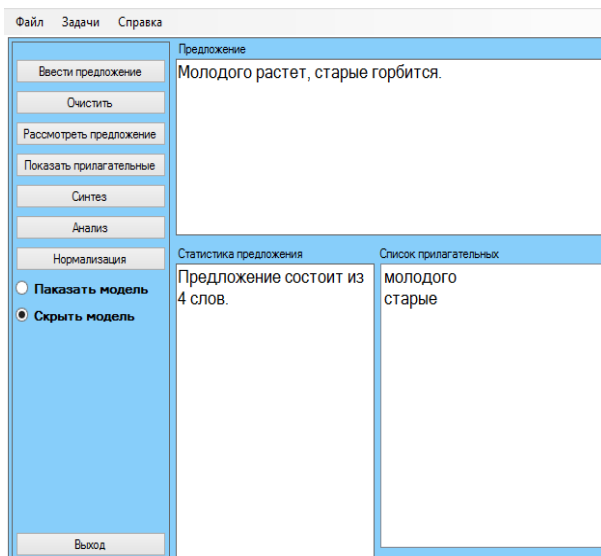 Файл Задачи Справка
Предложение
Ввести предложение
Молодого растет, старые горбится.
Очистить
Рассмотреть предложение
Показать прилагательные
Синтез
Анализ
Нормализация
Паказать модель
Скрыть модель
Статистика предложения
Предложение состоит из
4 слов.
Список прилагательных
молодого
старые
Выход